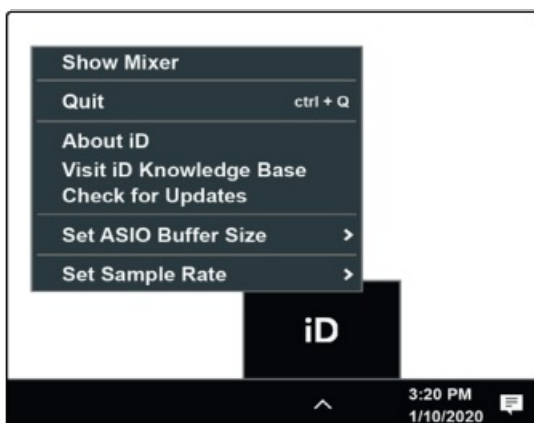 Show Mixer
Quit ctrl + Q
About iD
Visit iD Knowledge Base
Check for Updates
Set ASIO Buffer Size >
Set Sample Rate >
iD
3:20 PM
1/10/2020